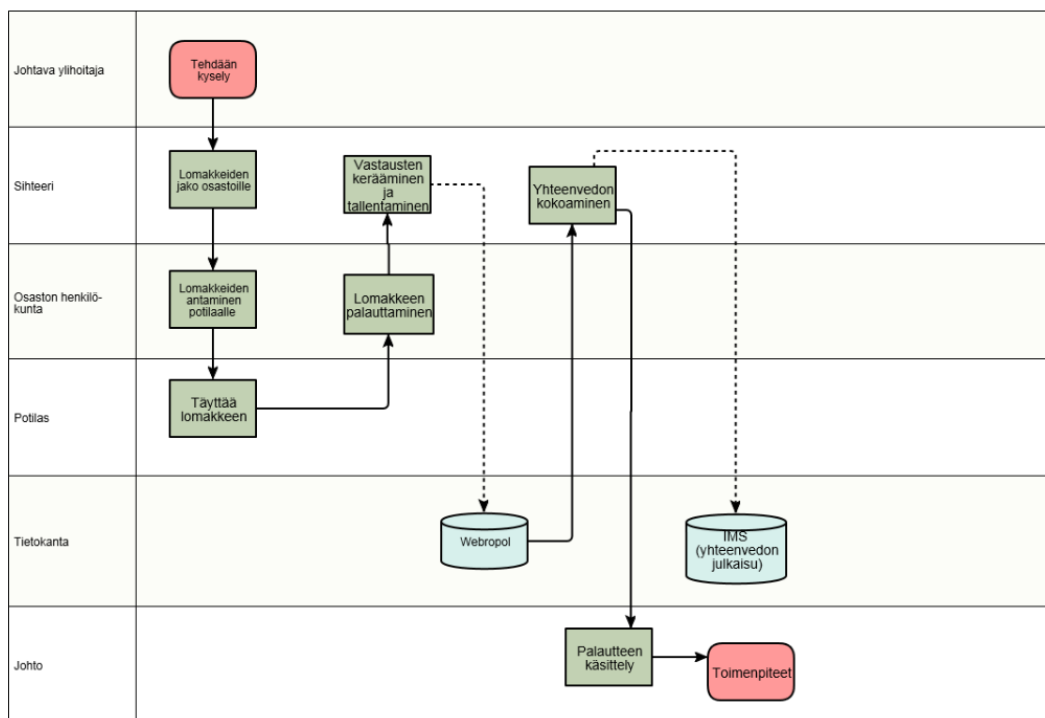 Johtava ylihoitaja
Tehdään
kysely
Sihteeri
Lomakkeiden
jako osastoille
Vastausten
kerääminen
ja
tallentaminen
Yhteenvedon
kokoaminen
Osaston henkilö-
kunta
Lomakkeiden
antaminen
potilaalle
Lomakkeen
palauttaminen
Potilas
Täyttää
lomakkeen
Tietokanta
Webropol
IMS
(yhteenvedon
julkaisu)
Johto
Palautteen
käsittely
Toimenpiteet